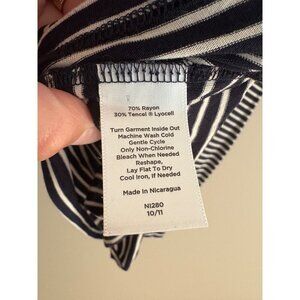 70% Rayon
30% Tencel ® Lyocell
Turn Garment Inside Out
Machine Wash Cold
Gentle Cycle
Only Non-Chlorine
Bleach When Needed
Reshape,
Lay Flat To Dry
Cool Iron, If Needed
Made In Nicaragua
NI280
10/11